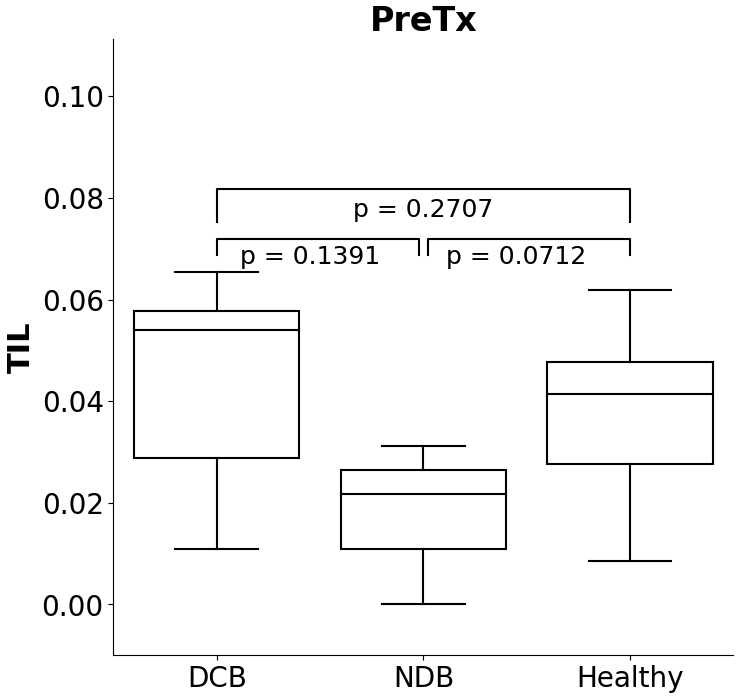 PreTx
0.10
0.08
0.06
0.04
0.02
0.00
TIL
p = 0.2707
p = 0.1391
p = 0.0712
DCB
NDB
Healthy